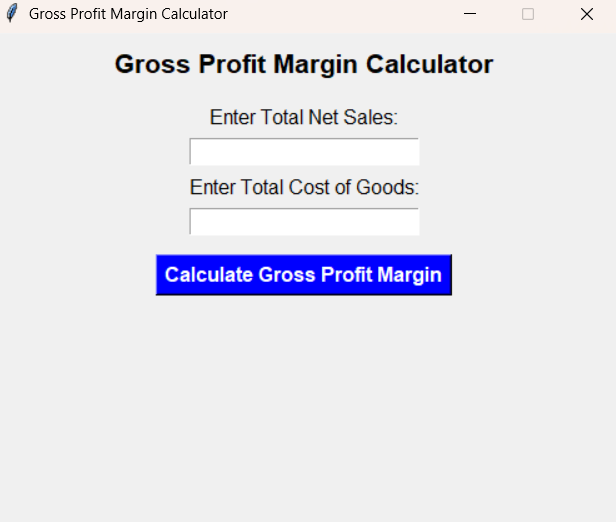 Gross Profit Margin Calculator
Gross Profit Margin Calculator
Enter Total Net Sales:
Enter Total Cost of Goods:
Calculate Gross Profit Margin